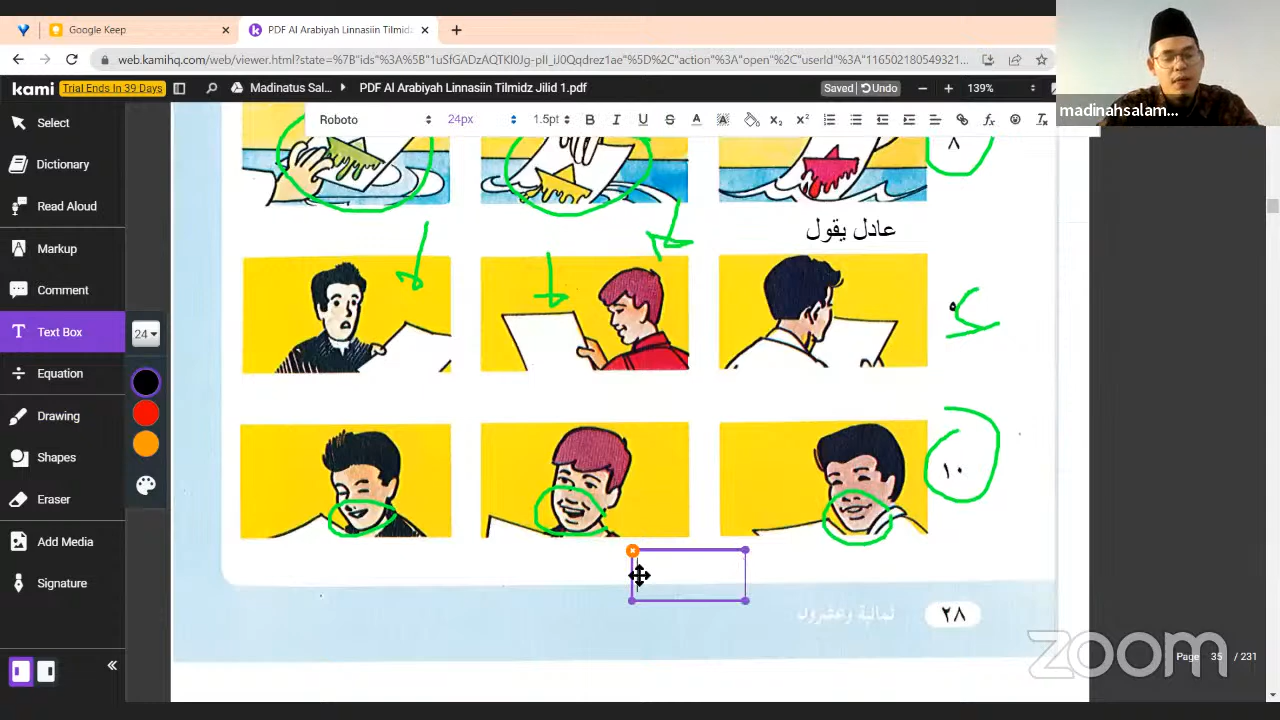 Google Keep
PDF Al Arabiyah Linnasiin Tilmidz
web.kamihq.com/web/viewer.html?state=%7B"ids"%3A%5B"1uSfGADzAQTKI0Jg-pII_iJ0Qqdrez1ae"%5D%2C"action"%3A"open"%2C"userId"%3A"116502180549321...
madinahsalam...
kami
Trial Ends In 39 Days
Madinatus Sal...
PDF Al Arabiyah Linnasiin Tilmidz Jilid 1.pdf
Saved
Undo
139%
Roboto
24px
1.5pt
B I U S A A
Select
Dictionary
Read Aloud
Markup
Comment
Text Box
Equation
Drawing
Shapes
Eraser
Add Media
Signature
24
٨
عادل يقول
٩
١٠
ثمانية وعشرون
٢٨
zoom
Page 35 / 231